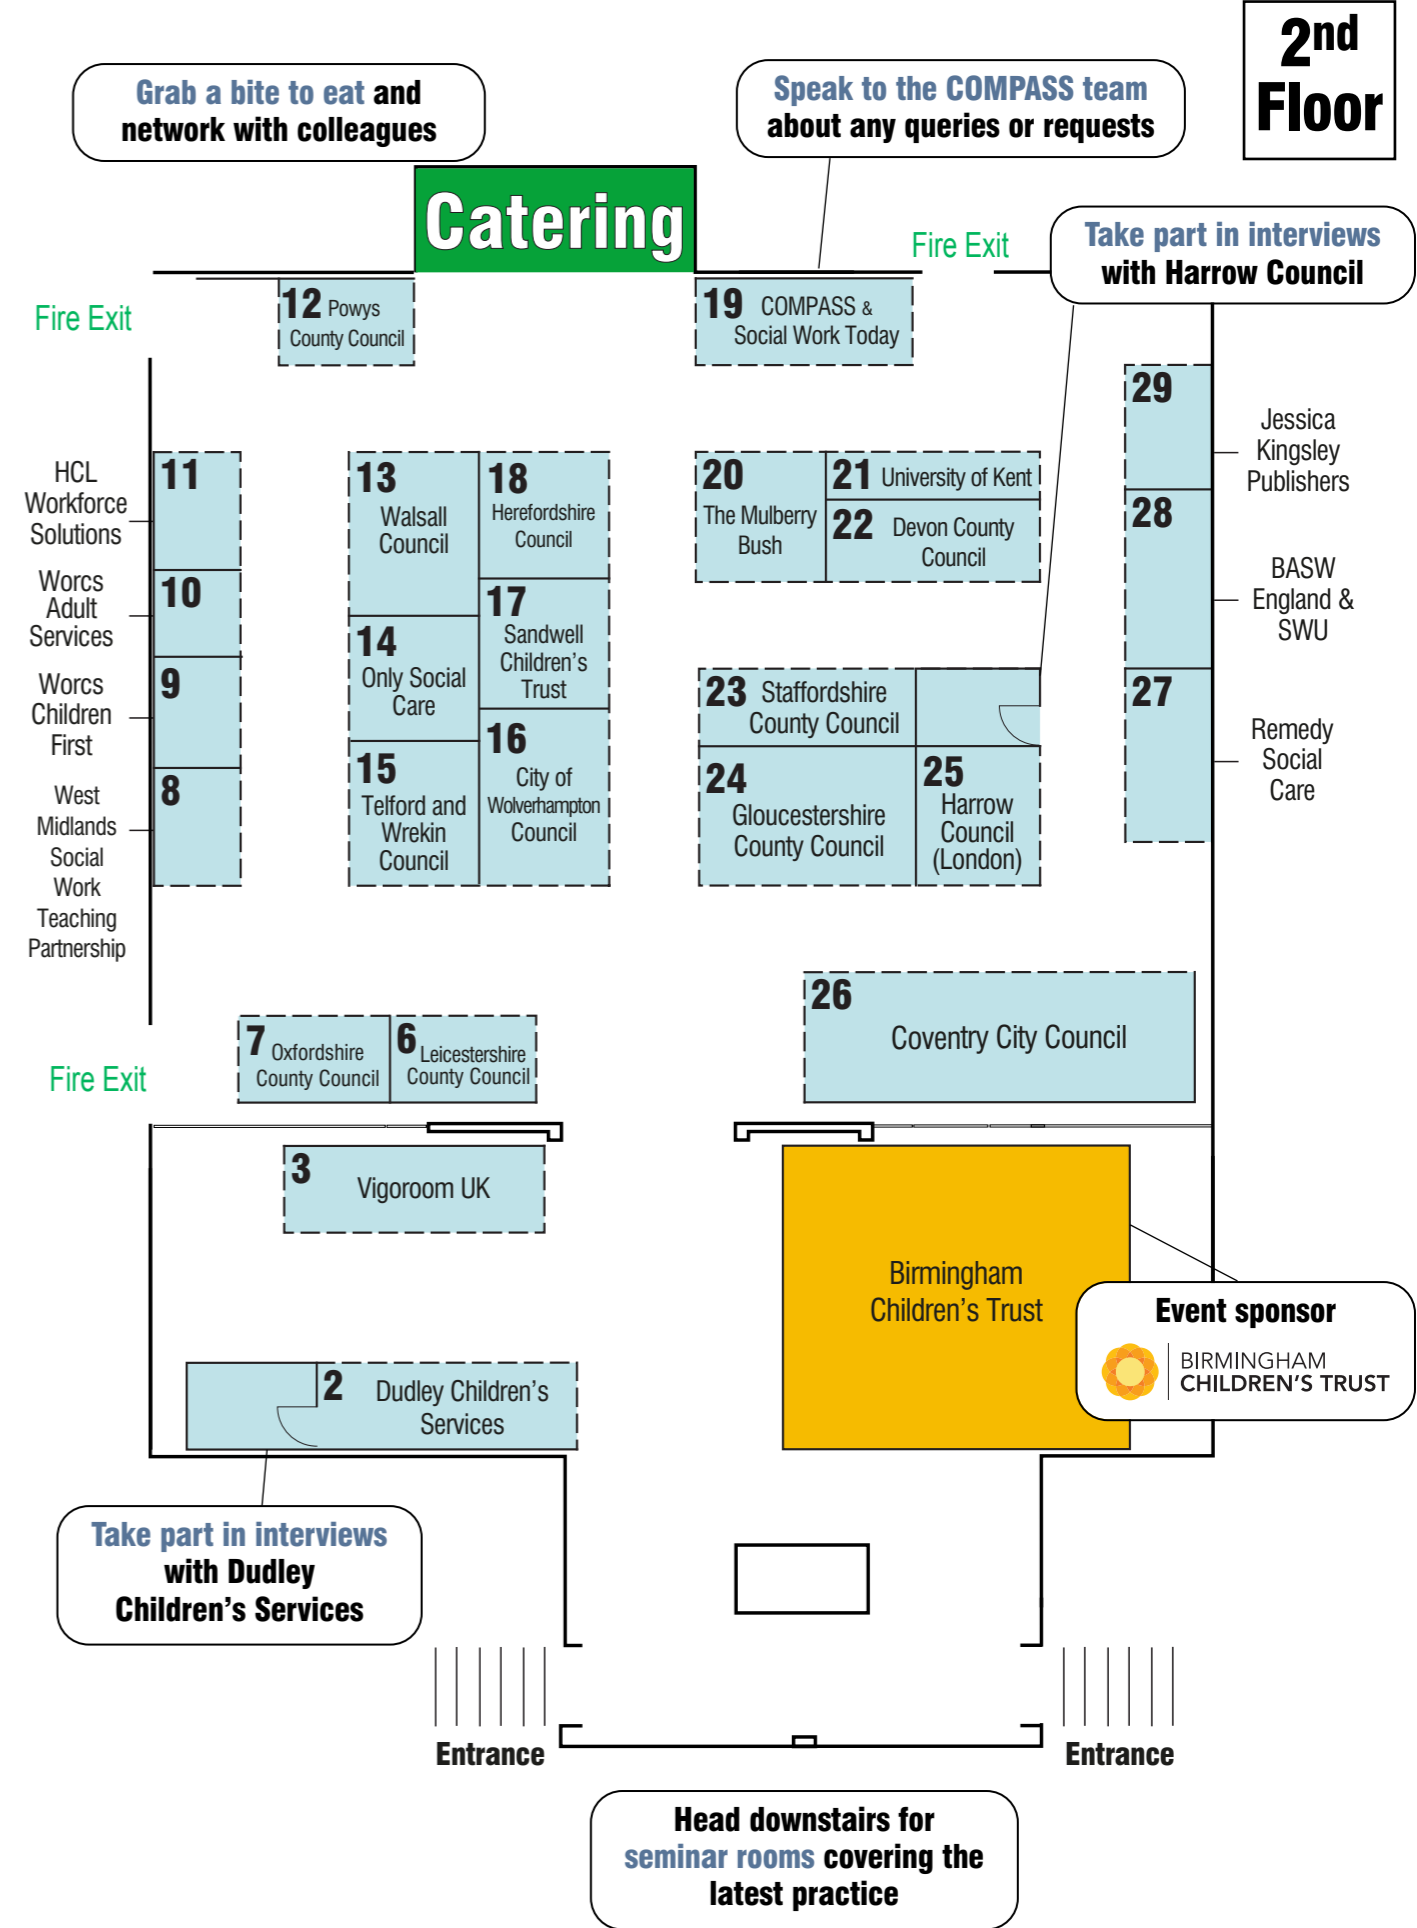 2nd
Floor
Grab a bite to eat and
network with colleagues
Speak to the COMPASS team
about any queries or requests
Catering
Fire Exit
Take part in interviews
with Harrow Council
Fire Exit
12 Powys
County Council
19 COMPASS &
Social Work Today
29
Jessica
Kingsley
Publishers
HCL
Workforce
Solutions
11
13
Walsall
Council
18
Herefordshire
Council
20
The Mulberry
Bush
21 University of Kent
22 Devon County
Council
28
BASW
England &
SWU
Worcs
Adult
Services
10
17
Sandwell
Children's
Trust
14
Only Social
Care
Worcs
Children
First
9
23 Staffordshire
County Council
27
Remedy
Social
Care
16
City of
Wolverhampton
Council
15
Telford and
Wrekin
Council
24
Gloucestershire
County Council
25
Harrow
Council
(London)
8
West
Midlands
Social
Work
Teaching
Partnership
26
Coventry City Council
7 Oxfordshire
County Council
6 Leicestershire
County Council
Fire Exit
3
Vigoroom UK
Birmingham
Children's Trust
Event sponsor
BIRMINGHAM
CHILDREN'S TRUST
2 Dudley Children's
Services
Take part in interviews
with Dudley
Children's Services
Entrance
Entrance
Head downstairs for
seminar rooms covering the
latest practice